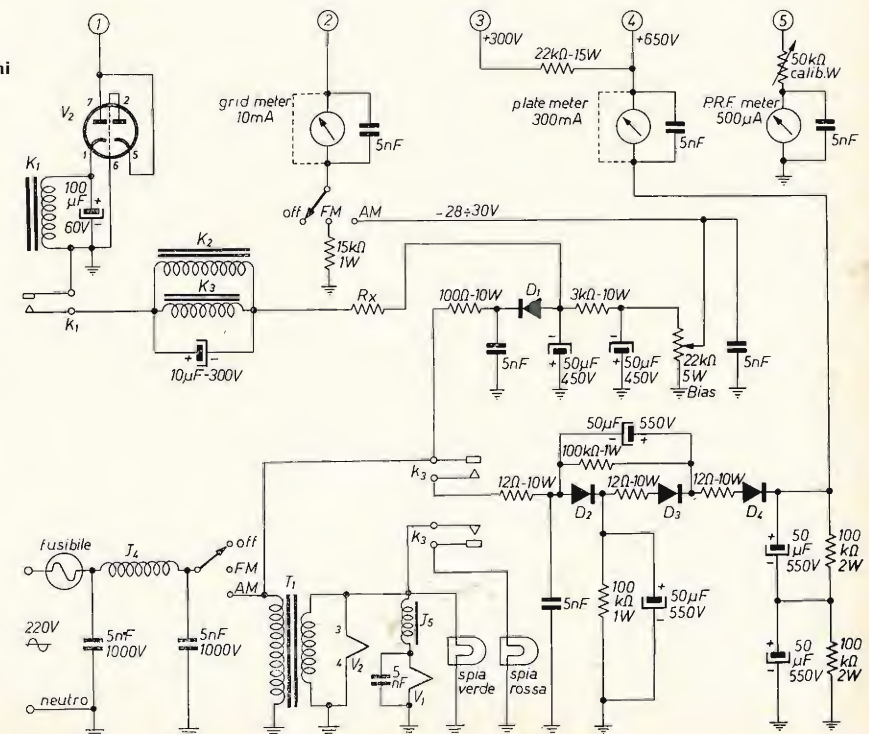 ni
1
2
3
4
5
+300V
22kΩ-15W
+650V
50kΩ
calib.W
V2
7
2
1
6
5
grid meter
10mA
5nF
plate meter
300mA
5nF
P.R.F. meter
500µA
5nF
K1
100
µF
60V
+
-
off
FM
AM
-28÷30V
15kΩ
1W
K2
K3
Rx
K1
10µF-300V
+
-
100Ω-10W
D1
3kΩ-10W
5nF
-
+
50µF
450V
-
+
50µF
450V
22kΩ
5W
Bias
5nF
50µF
550V
-
+
100kΩ-1W
K3
12Ω-10W
12Ω-10W
12Ω-10W
D2
D3
D4
fusibile
J4
off
FM
AM
T1
K3
220V
5nF
1000V
5nF
1000V
3
4
V2
J5
5
nF
V1
spia
verde
spia
rossa
5nF
100
kΩ
1W
+
-
50µF
550V
+
-
50
µF
550V
100
kΩ
2W
+
-
50
µF
550V
100
kΩ
2W
neutro